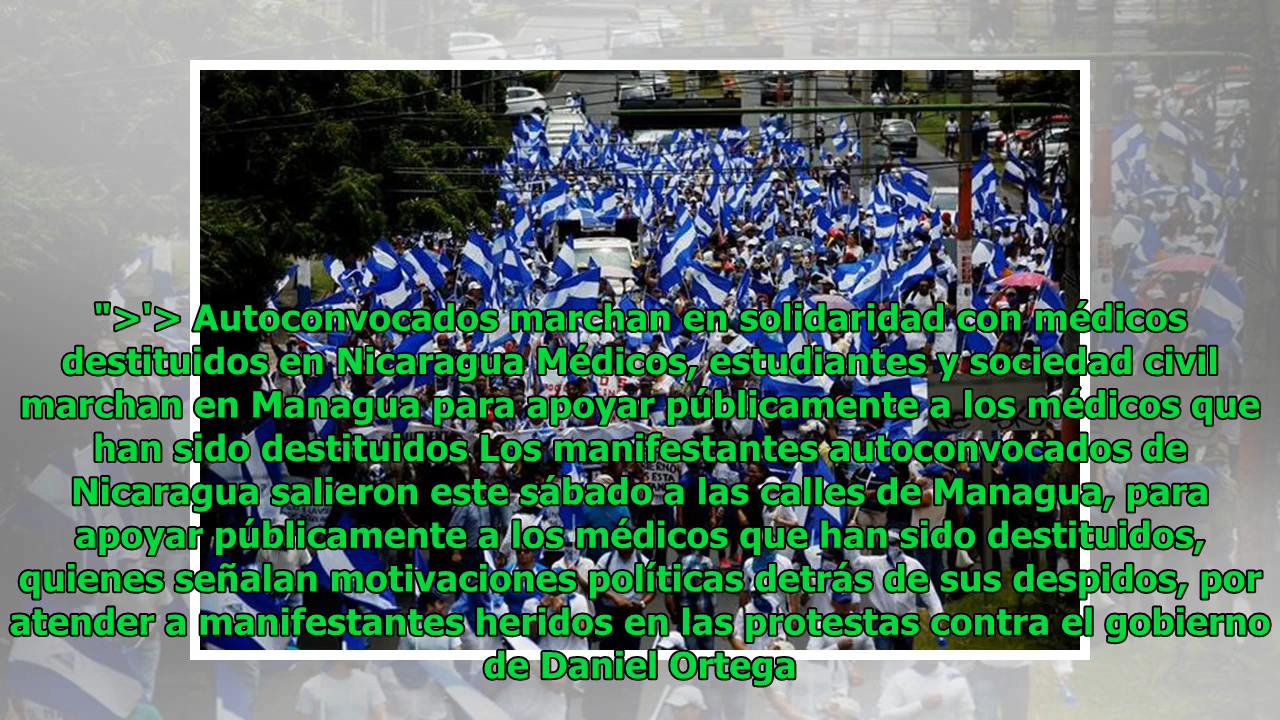 ">'> Autoconvocados marchan en solidaridad con médicos
destituidos en Nicaragua Médicos, estudiantes y sociedad civil
marchan en Managua para apoyar públicamente a los médicos que
han sido destituidos Los manifestantes autoconvocados de
Nicaragua salieron este sábado a las calles de Managua, para
apoyar públicamente a los médicos que han sido destituidos,
quienes señalan motivaciones políticas detrás de sus despidos, por
atender a manifestantes heridos en las protestas contra el gobierno
de Daniel Ortega